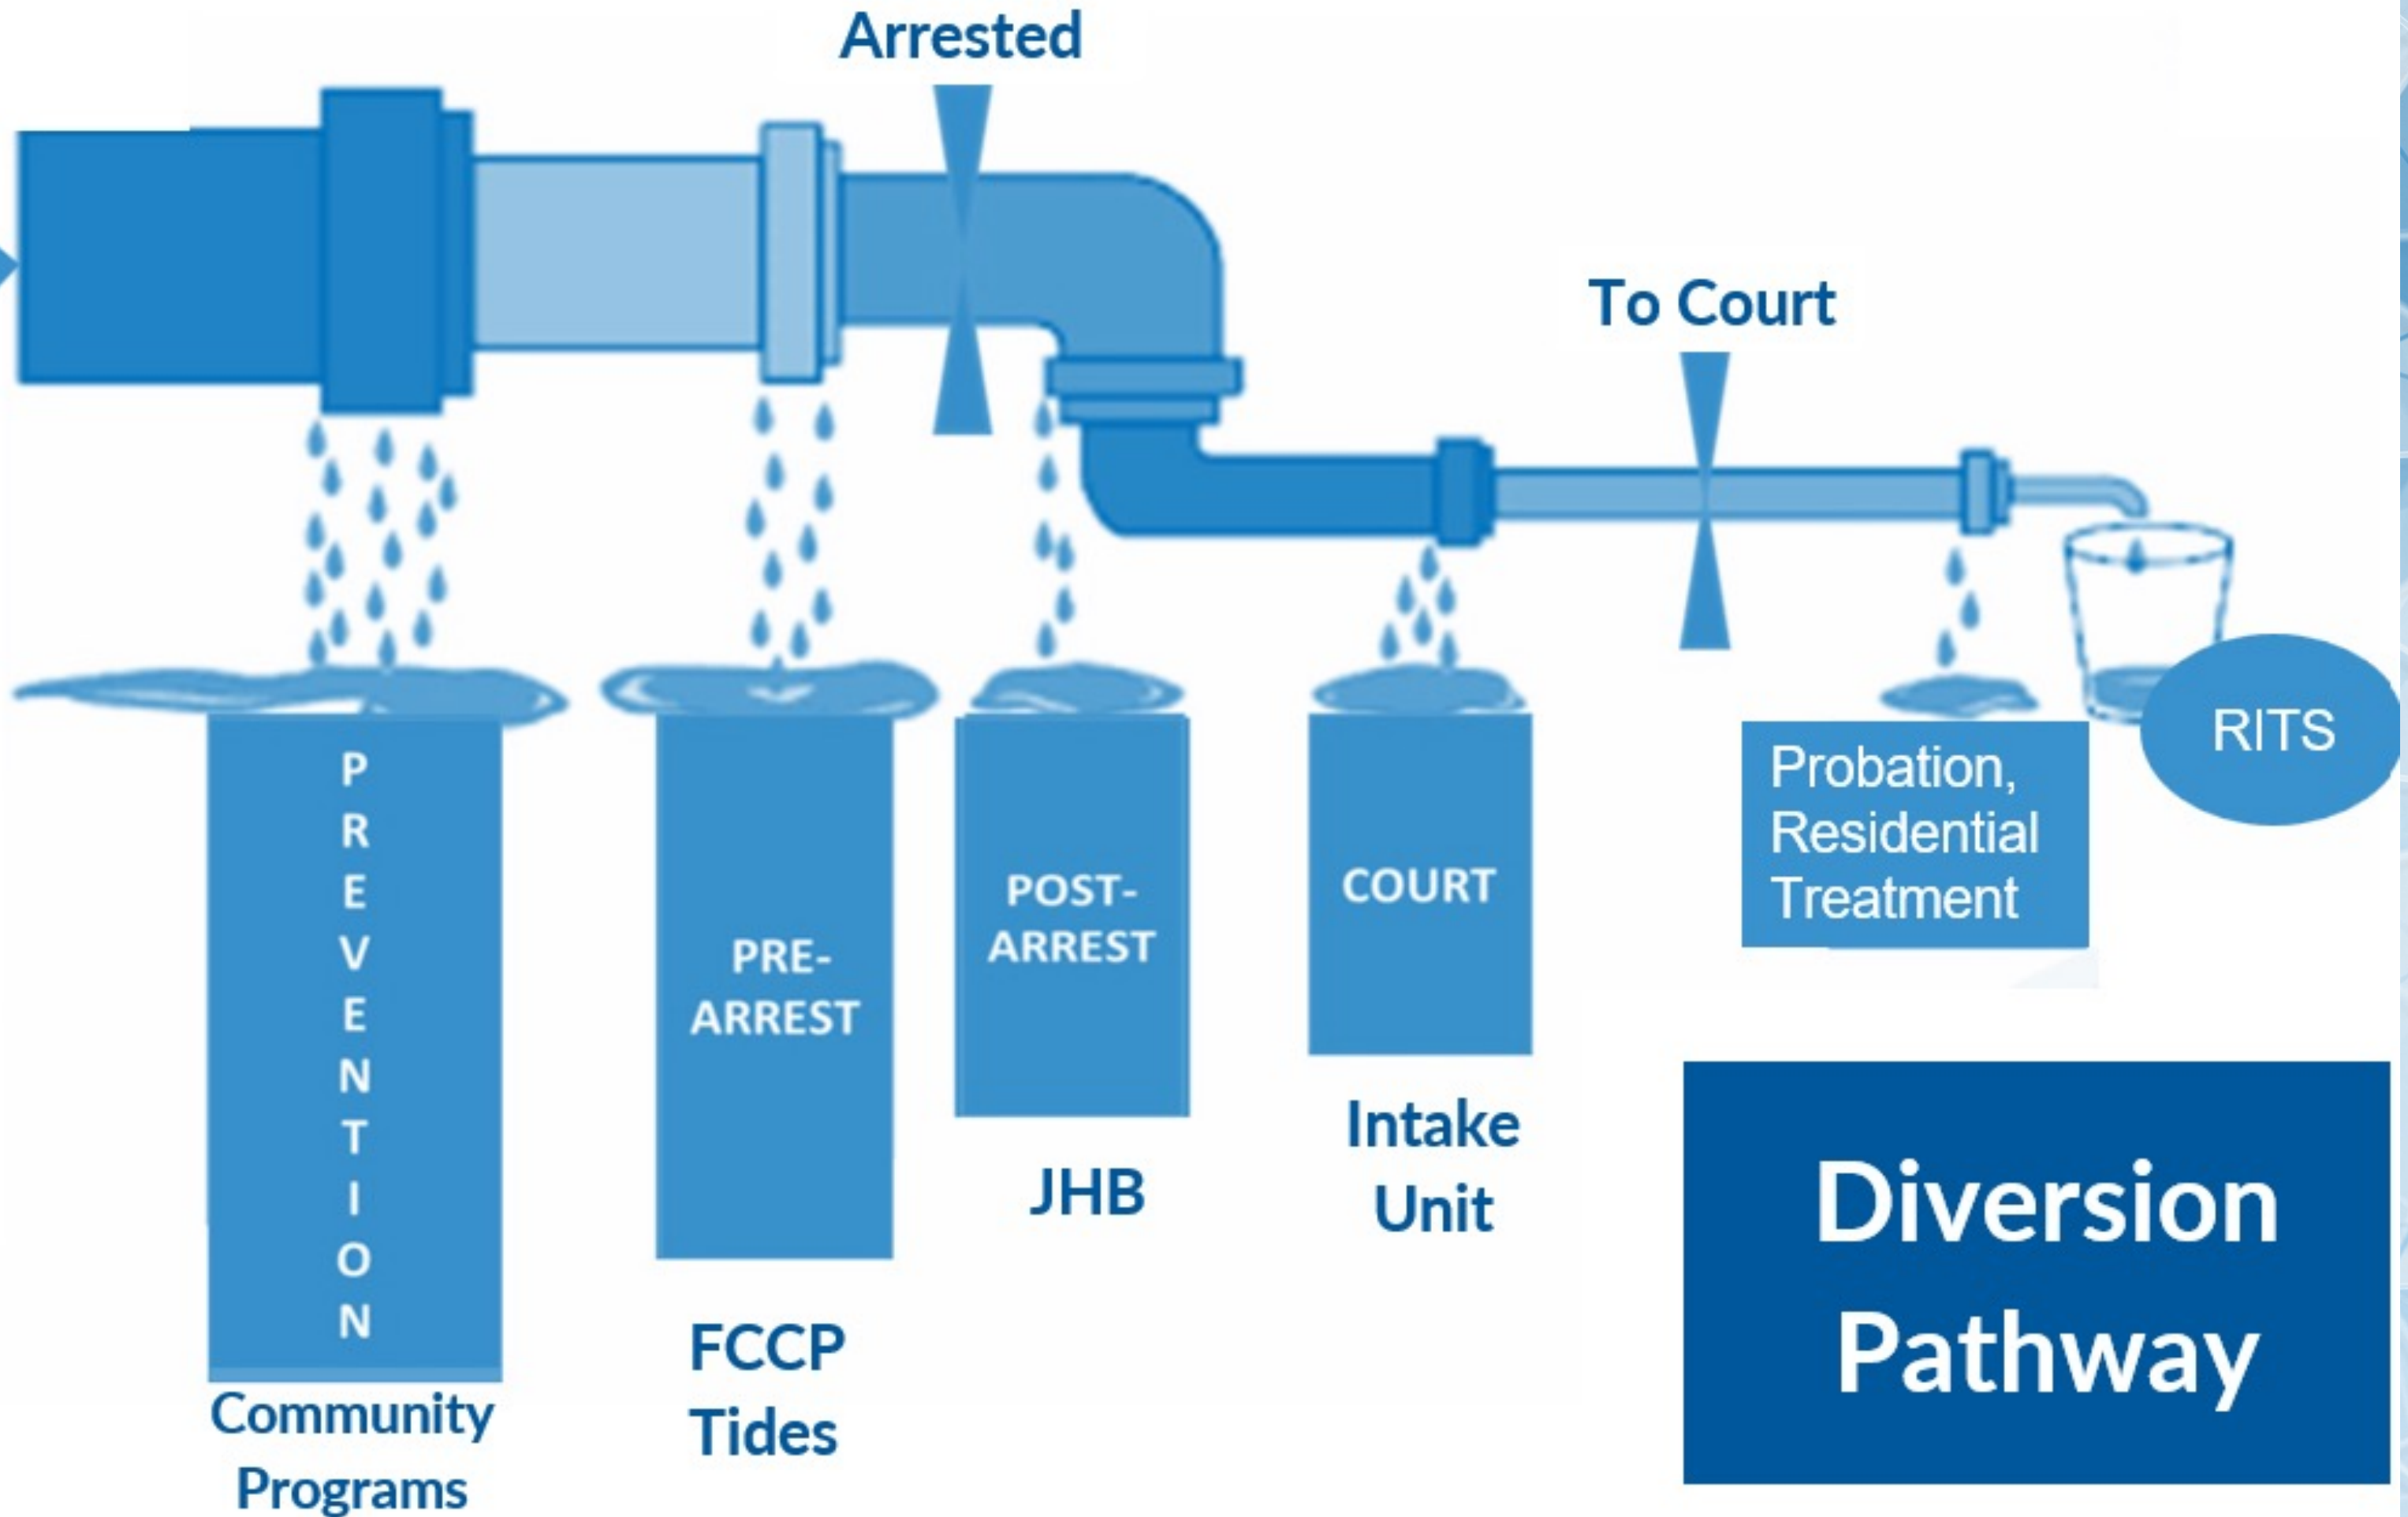 Arrested
To Court
P
R
E
V
E
N
T
I
O
N
Community
Programs
PRE-
ARREST
FCCP
Tides
POST-
ARREST
JHB
COURT
Intake
Unit
Probation,
Residential
Treatment
RITS
Diversion
Pathway